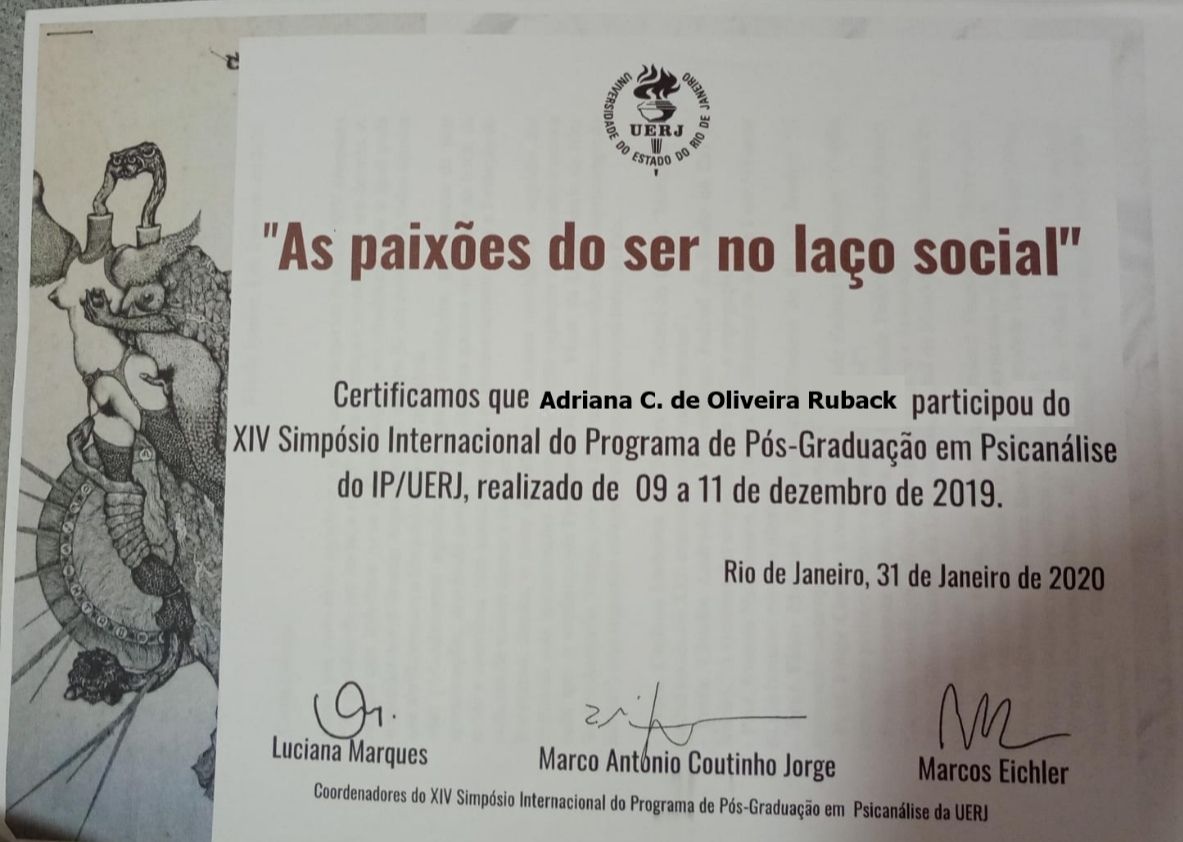 UNIVERSIDADE DO ESTADO DO RIO DE JANEIRO
UERJ
"As paixões do ser no laço social"
Certificamos que Adriana C. de Oliveira Ruback participou do
XIV Simpósio Internacional do Programa de Pós-Graduação em Psicanálise
do IP/UERJ, realizado de 09 a 11 de dezembro de 2019.
Rio de Janeiro, 31 de Janeiro de 2020
Luciana Marques
Marco Antônio Coutinho Jorge
Marcos Eichler
Coordenadores do XIV Simpósio Internacional do Programa de Pós-Graduação em Psicanálise da UERJ